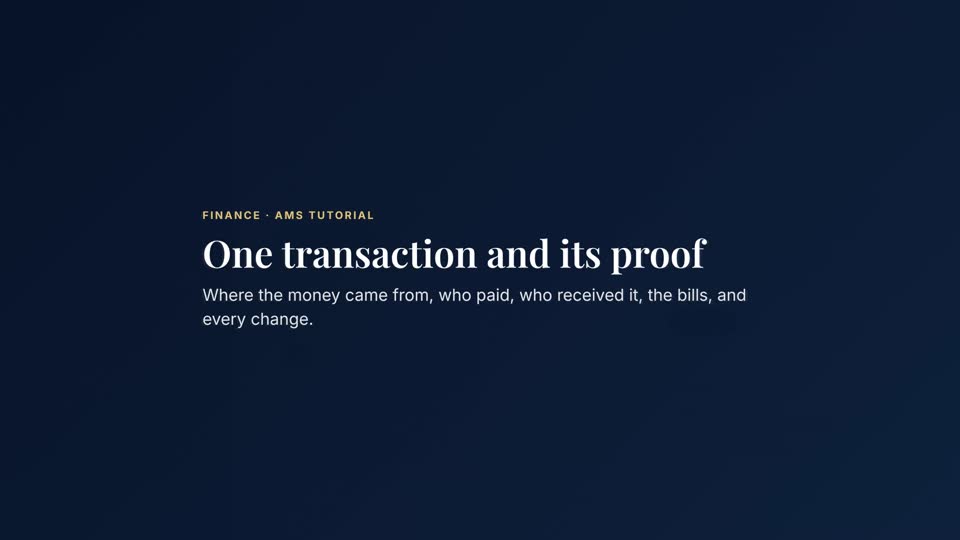 FINANCE · AMS TUTORIAL
One transaction and its proof
Where the money came from, who paid, who received it, the bills, and
every change.